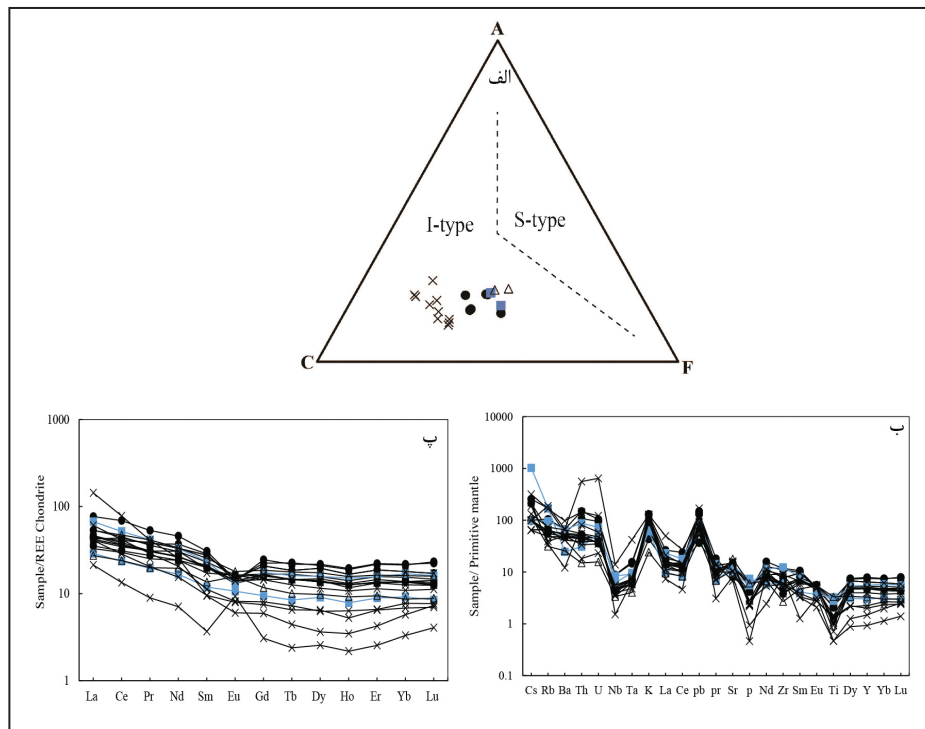 A
الف
I-type
S-type
C
F
1000
100
10
1
Sample/REE Chondrite
پ
La Ce Pr Nd Sm Eu Gd Tb Dy Ho Er Yb Lu
10000
1000
100
10
1
0.1
Sample/ Primitive mantle
ب
Cs Rb Ba Th U Nb Ta K La Ce pb pr Sr p Nd Zr Sm Eu Ti Dy Y Yb Lu